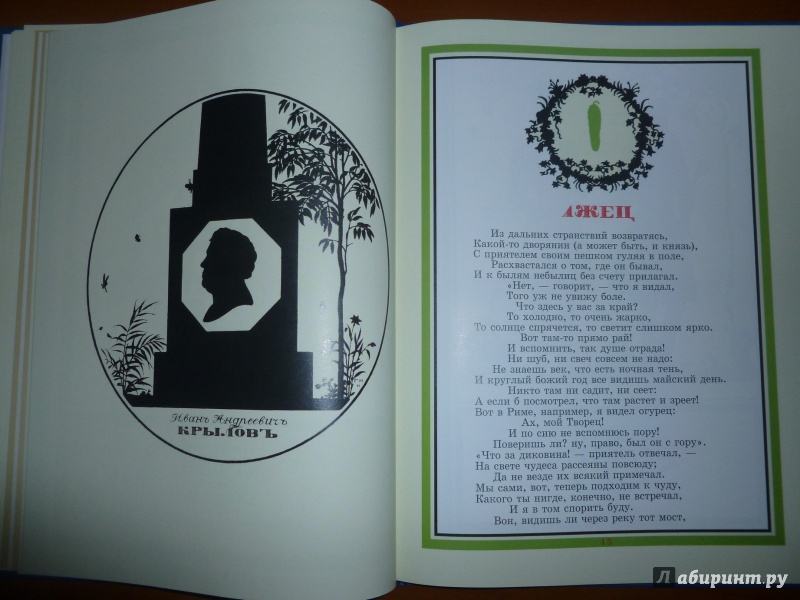 Иванъ Андреевичъ
КРЫЛОВЪ
ЛЖЕЦ
Из дальних странствий возвратясь,
Какой-то дворянин (а может быть, и князь),
С приятелем своим пешком гуляя в поле,
Расхвастался о том, где он бывал,
И к былям небылиц без счету прилагал.
«Нет, — говорит, — что я видал,
Того уж не увижу боле.
Что здесь у вас за край?
То холодно, то очень жарко,
То солнце спрячется, то светит слишком ярко.
Вот там-то прямо рай!
И вспомнить, так душе отрада!
Ни шуб, ни свеч совсем не надо:
Не знаешь век, что есть ночная тень,
И круглый божий год все видишь майский день.
Никто там ни садит, ни сеет:
А если б посмотрел, что там растет и зреет!
Вот в Риме, например, я видел огурец:
Ах, мой Творец!
И по сию не вспомнюсь пору!
Поверишь ли? ну, право, был он с гору».
«Что за диковина! — приятель отвечал, —
На свете чудеса рассеяны повсюду;
Да не везде их всякий примечал.
Мы сами, вот, теперь подходим к чуду,
Какого ты нигде, конечно, не встречал,
И я в том спорить буду.
Вон, видишь ли через реку тот мост,
13
Лабиринт.ру